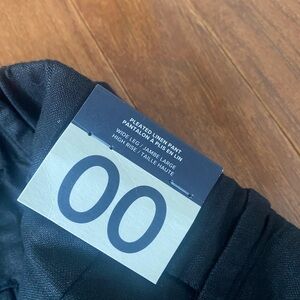 PLEATED LINEN PANT
PANTALON À PLIS EN LIN
WIDE LEG / JAMBE LARGE
HIGH RISE / TAILLE HAUTE
00